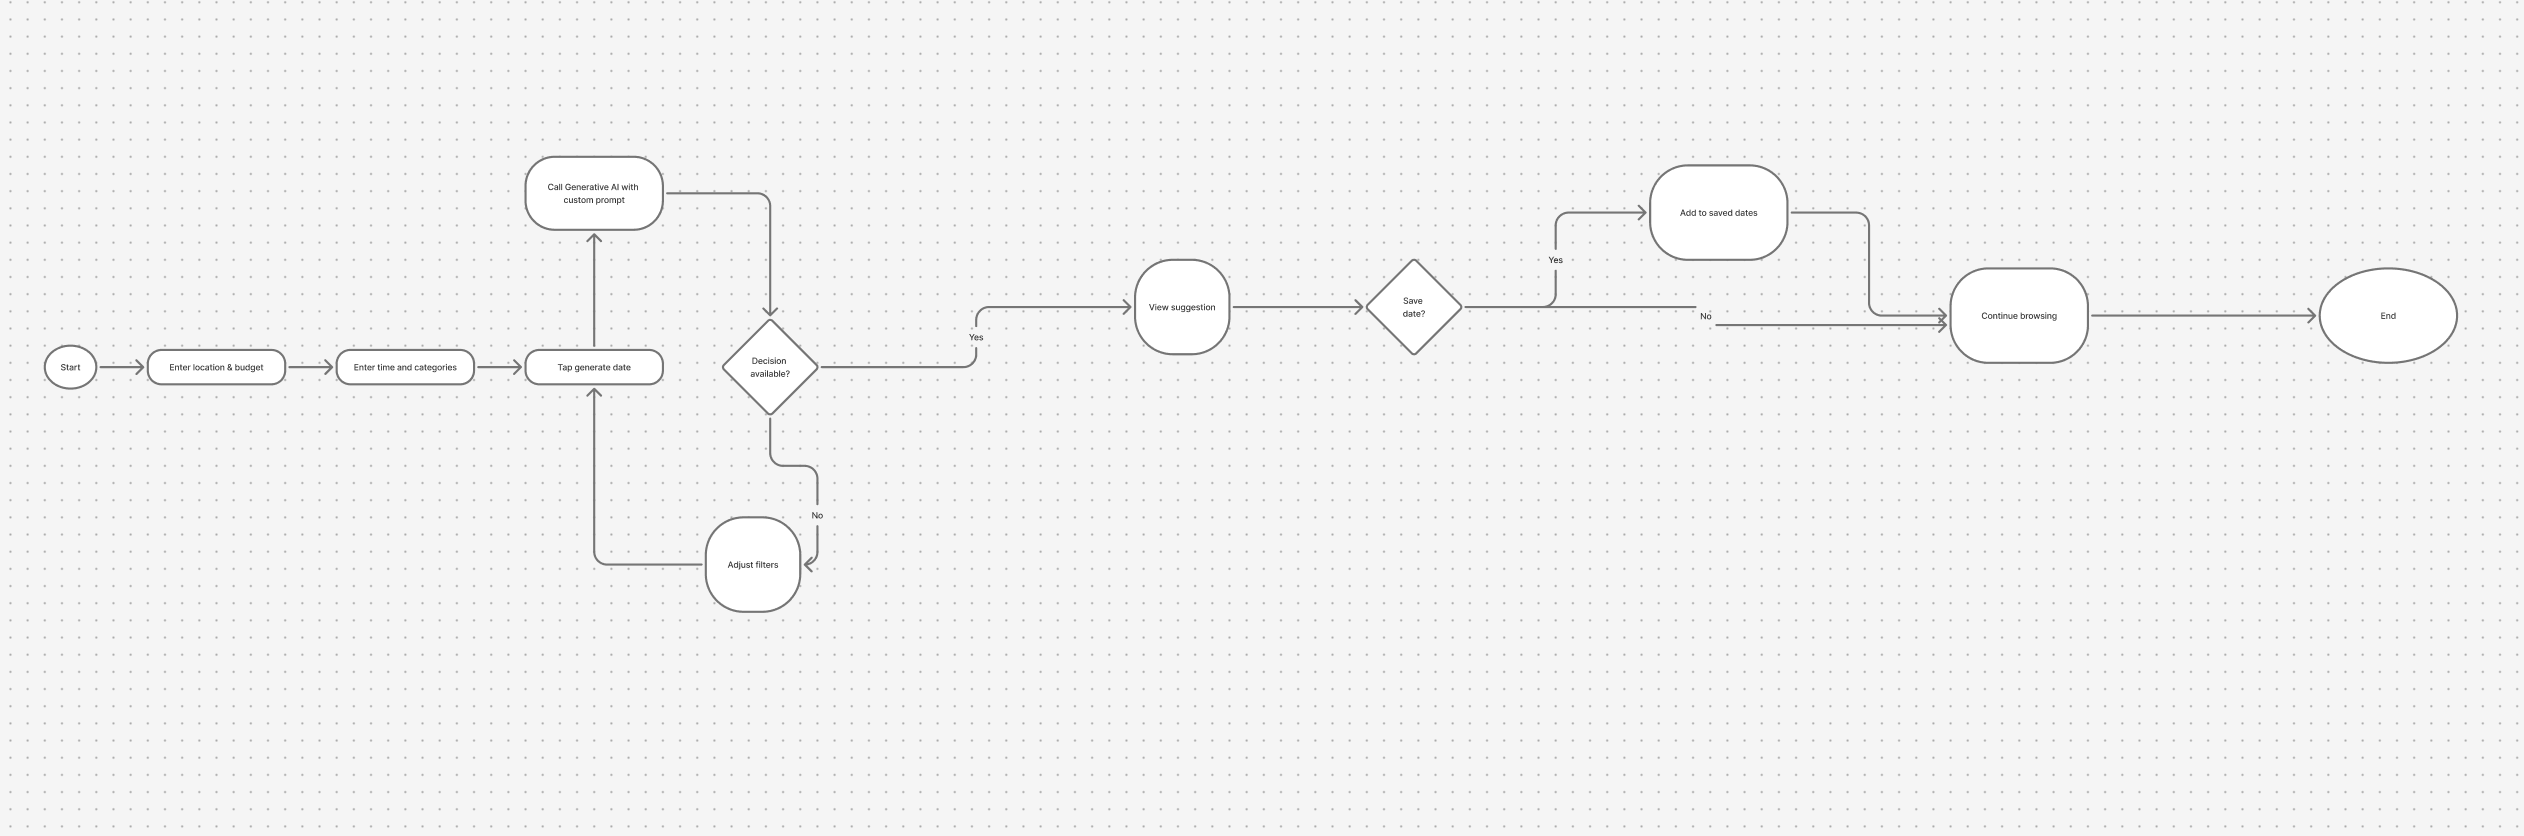 Start
Enter location & budget
Enter time and categories
Tap generate date
Call Generative AI with
custom prompt
Decision
available?
No
Adjust filters
Yes
View suggestion
Save
date?
Yes
Add to saved dates
No
Continue browsing
End